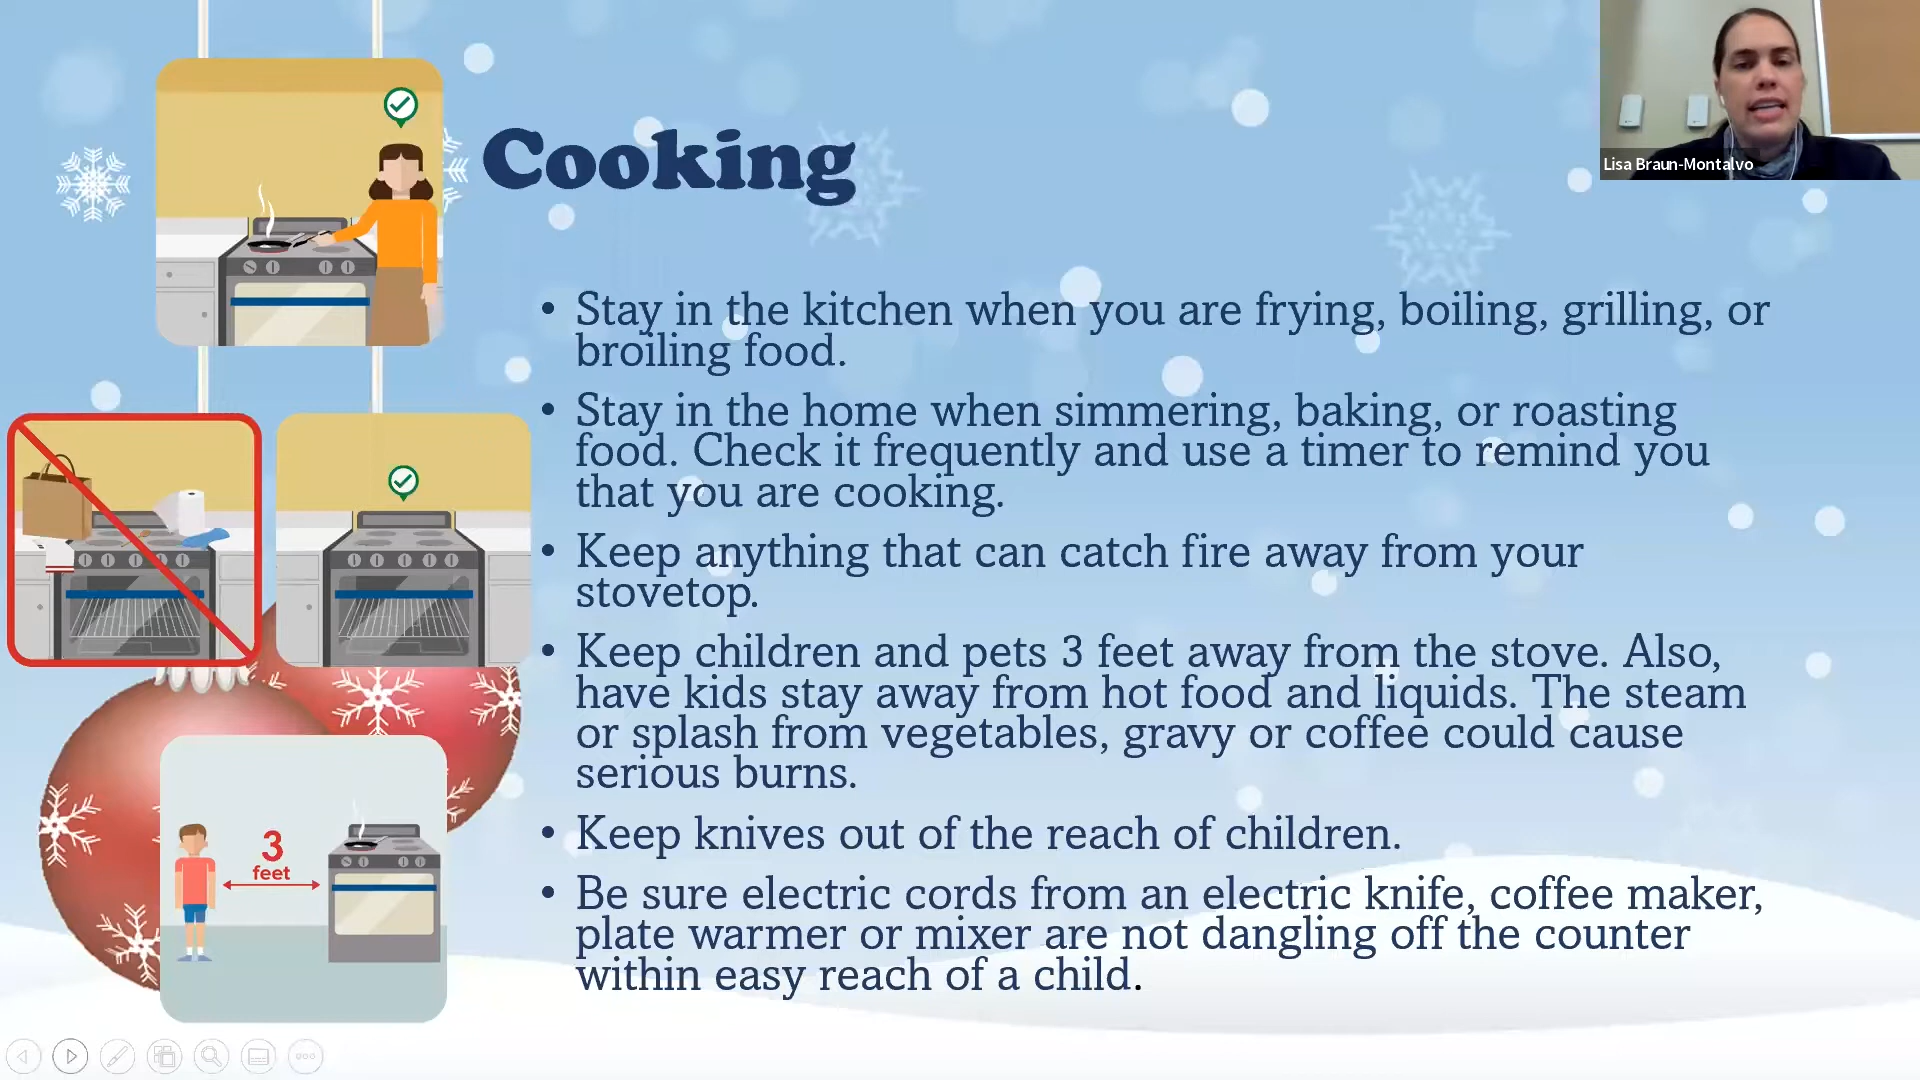 Lisa Braun-Montalvo
Cooking
• Stay in the kitchen when you are frying, boiling, grilling, or
broiling food.
• Stay in the home when simmering, baking, or roasting
food. Check it frequently and use a timer to remind you
that you are cooking.
• Keep anything that can catch fire away from your
stovetop.
• Keep children and pets 3 feet away from the stove. Also,
have kids stay away from hot food and liquids. The steam
or splash from vegetables, gravy or coffee could cause
serious burns.
• Keep knives out of the reach of children.
• Be sure electric cords from an electric knife, coffee maker,
plate warmer or mixer are not dangling off the counter
within easy reach of a child.
3
feet